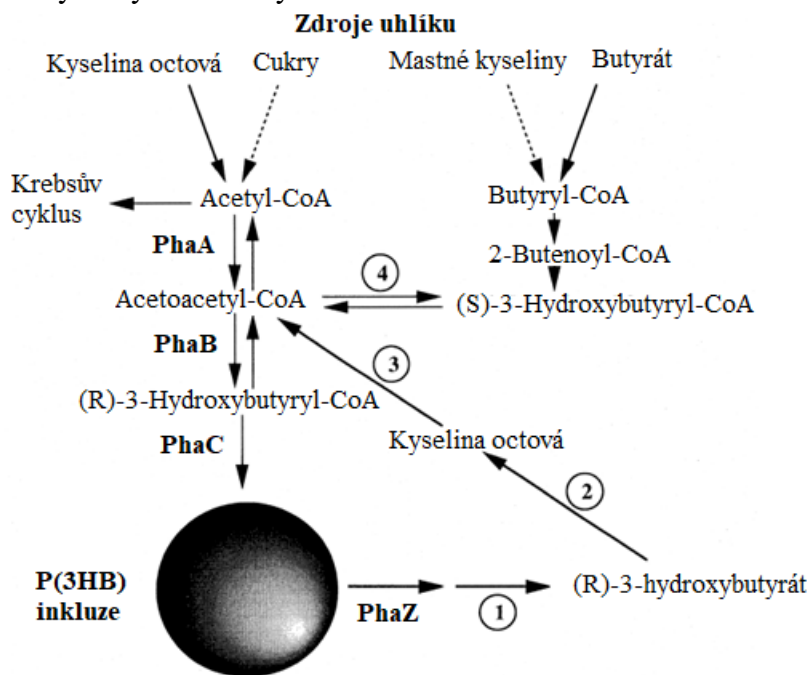 Zdroje uhlíku
Kyselina octová
Cukry
Mastné kyseliny
Butyrát
Krebsův
cyklus
Acetyl-CoA
Butyryl-CoA
PhaA
2-Butenoyl-CoA
4
Acetoacetyl-CoA
(S)-3-Hydroxybutyryl-CoA
PhaB
3
(R)-3-Hydroxybutyryl-CoA
PhaC
Kyselina octová
2
P(3HB)
inkluze
PhaZ
1
(R)-3-hydroxybutyrát